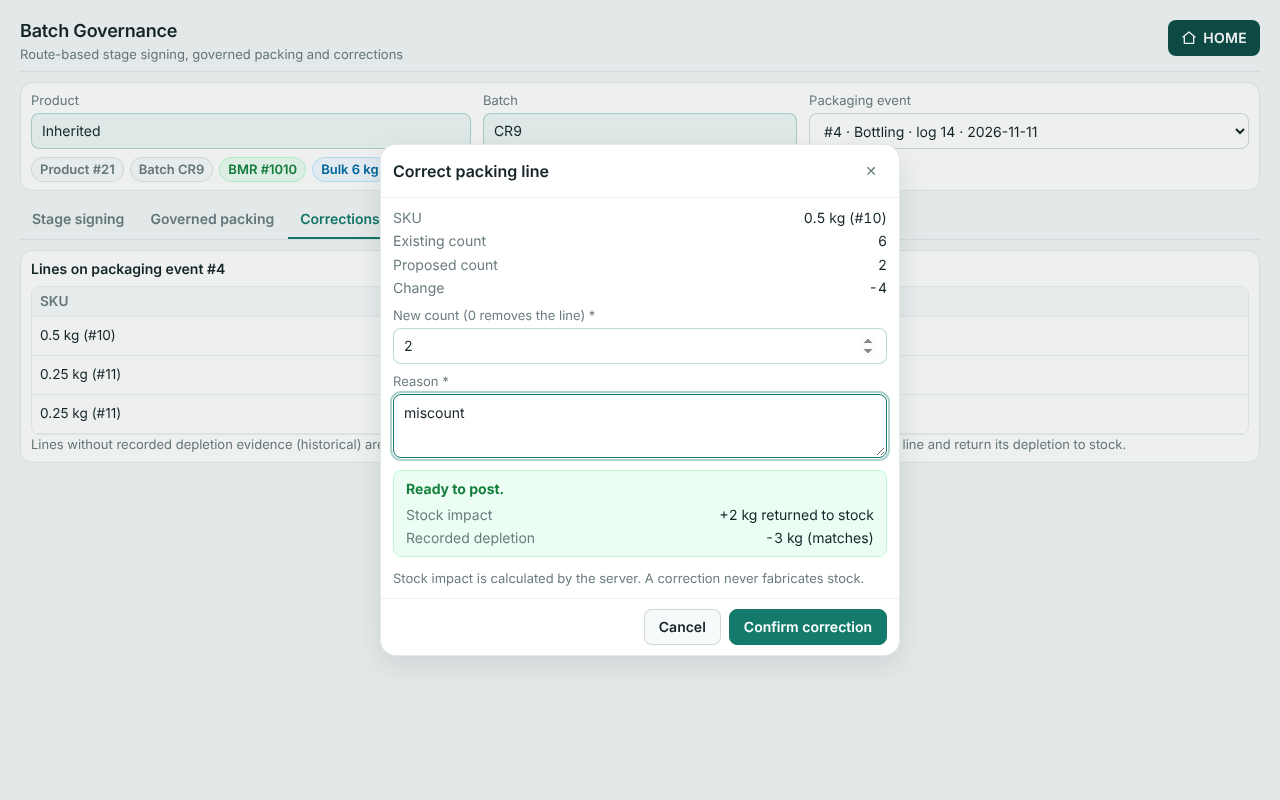 Batch Governance
Route-based stage signing, governed packing and corrections
HOME
Product
Batch
Packaging event
Inherited
CR9
#4 · Bottling · log 14 · 2026-11-11
Product #21
Batch CR9
BMR #1010
Bulk 6 kg
Stage signing
Governed packing
Corrections
Lines on packaging event #4
SKU
0.5 kg (#10)
0.25 kg (#11)
0.25 kg (#11)
Lines without recorded depletion evidence (historical) are
line and return its depletion to stock.
Correct packing line
×
SKU 0.5 kg (#10)
Existing count 6
Proposed count 2
Change -4
New count (0 removes the line) *
2
Reason *
miscount
Ready to post.
Stock impact +2 kg returned to stock
Recorded depletion -3 kg (matches)
Stock impact is calculated by the server. A correction never fabricates stock.
Cancel
Confirm correction